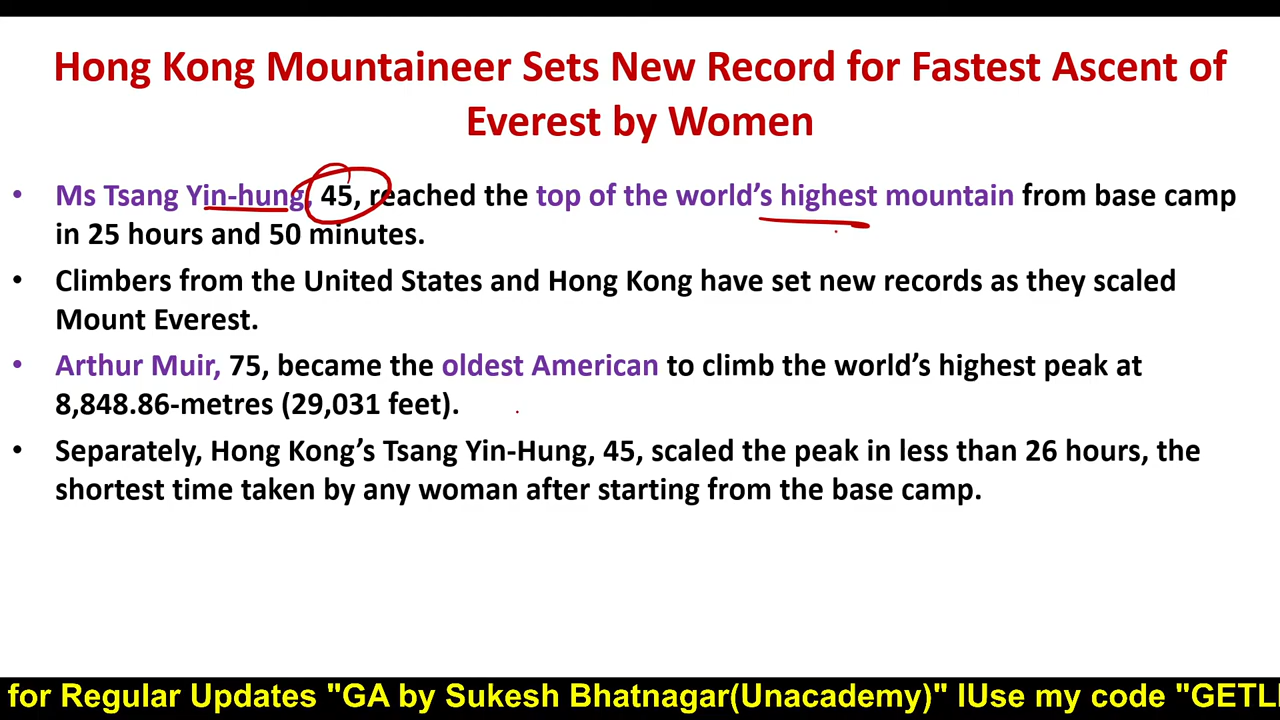 Hong Kong Mountaineer Sets New Record for Fastest Ascent of
Everest by Women
• Ms Tsang Yin-hung, 45, reached the top of the world's highest mountain from base camp
in 25 hours and 50 minutes.
• Climbers from the United States and Hong Kong have set new records as they scaled
Mount Everest.
• Arthur Muir, 75, became the oldest American to climb the world's highest peak at
8,848.86-metres (29,031 feet).
• Separately, Hong Kong's Tsang Yin-Hung, 45, scaled the peak in less than 26 hours, the
shortest time taken by any woman after starting from the base camp.
for Regular Updates "GA by Sukesh Bhatnagar(Unacademy)" lUse my code "GETL